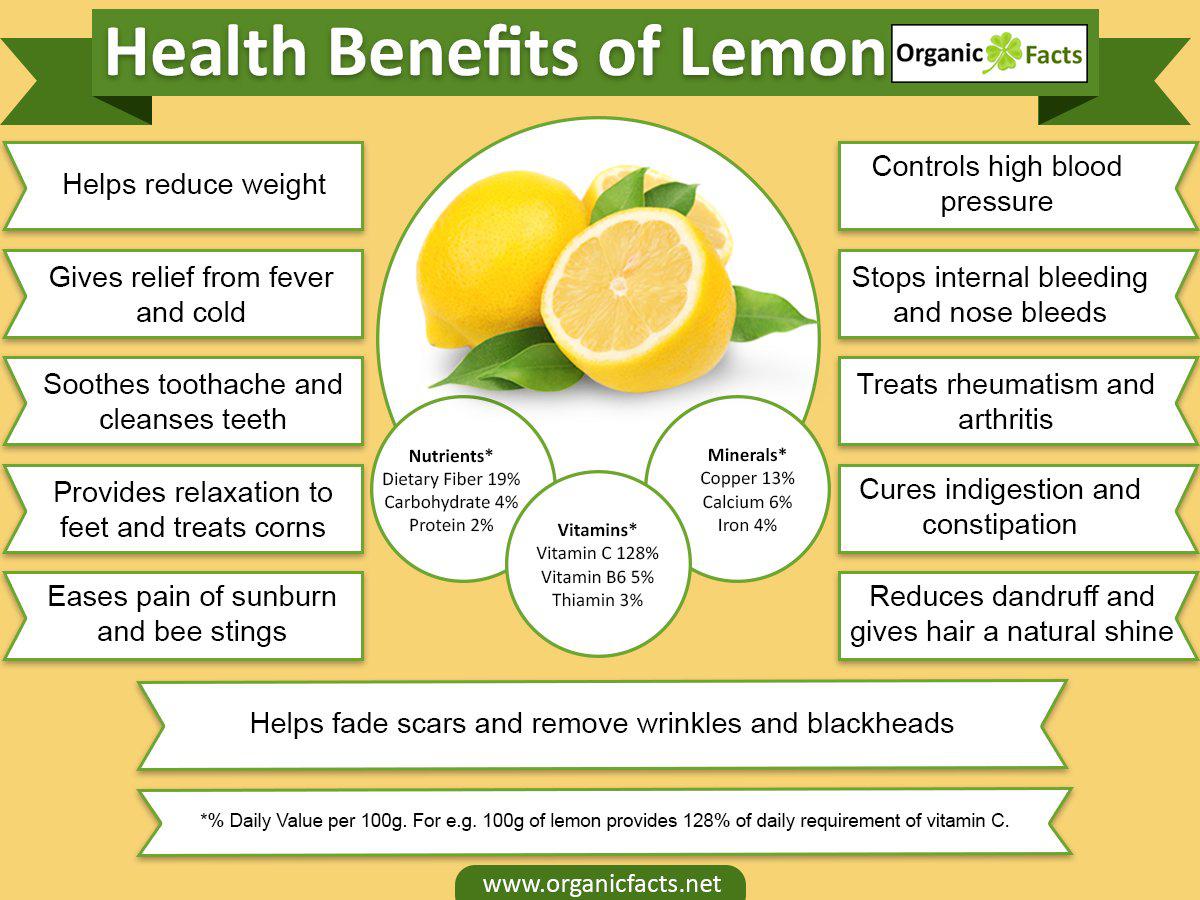 Health Benefits of Lemon
Organic Facts
Helps reduce weight
Gives relief from fever
and cold
Soothes toothache and
cleanses teeth
Provides relaxation to
feet and treats corns
Eases pain of sunburn
and bee stings
Nutrients*
Dietary Fiber 19%
Carbohydrate 4%
Protein 2%
Vitamins*
Vitamin C 128%
Vitamin B6 5%
Thiamin 3%
Minerals*
Copper 13%
Calcium 6%
Iron 4%
Controls high blood
pressure
Stops internal bleeding
and nose bleeds
Treats rheumatism and
arthritis
Cures indigestion and
constipation
Reduces dandruff and
gives hair a natural shine
Helps fade scars and remove wrinkles and blackheads
*% Daily Value per 100g. For e.g. 100g of lemon provides 128% of daily requirement of vitamin C.
www.organicfacts.net